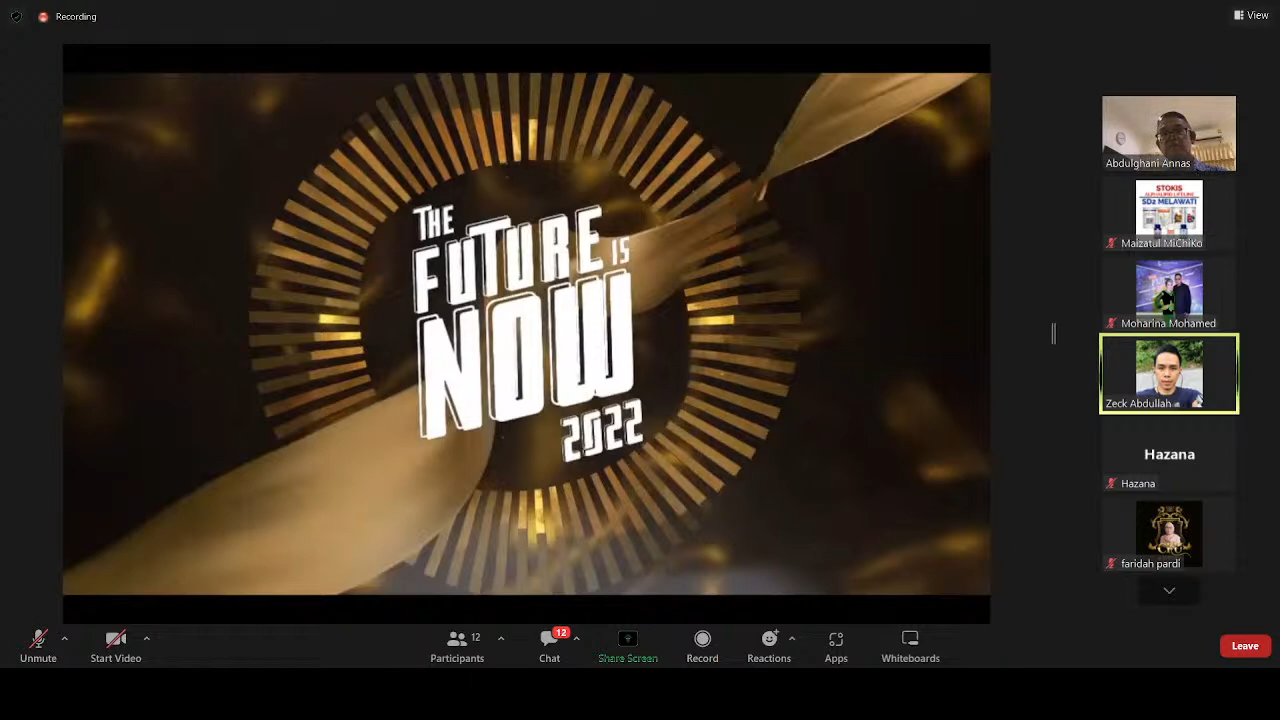 Recording
View
THE
FUTURE IS
NOW
2022
Abdulghani Annas
STOKIS
SD2 MELAWATI
Maizatul MiChiKo
Moharina Mohamed
Zeck Abdullah
Hazana
Hazana
faridah pardi
Unmute
Start Video
Participants
12
Chat
12
Share Screen
Record
Reactions
Apps
Whiteboards
Leave